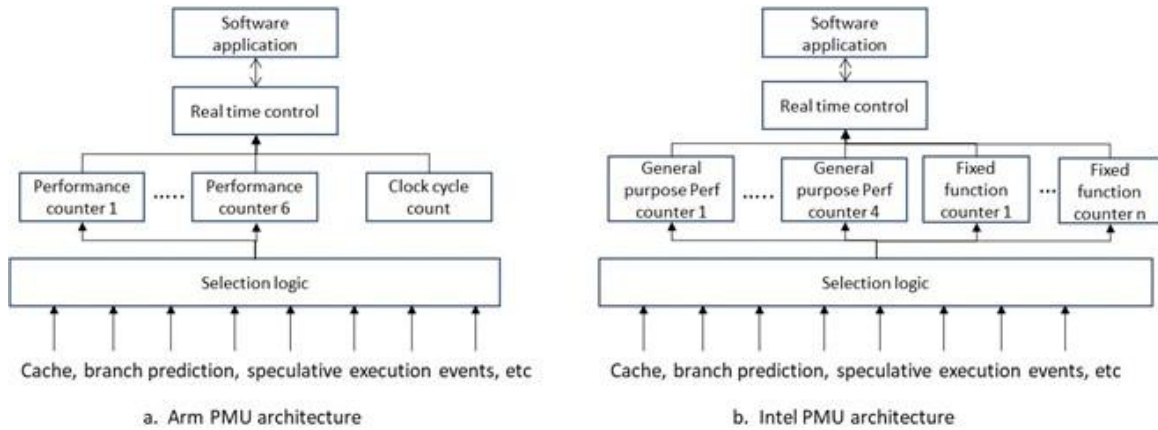 Software
application
Real time control
Performance
counter 1
.....
Performance
counter 6
Clock cycle
count
Selection logic
Cache, branch prediction, speculative execution events, etc
a. Arm PMU architecture
Software
application
Real time control
General
purpose Perf
counter 1
.....
General
purpose Perf
counter 4
Fixed
function
counter 1
...
Fixed
function
counter n
Selection logic
Cache, branch prediction, speculative execution events, etc
b. Intel PMU architecture